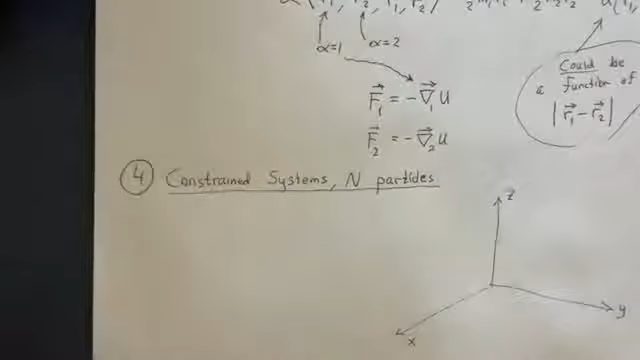 α=1 α=2
F⃗₁ = -∇⃗₁U
F⃗₂ = -∇⃗₂U
Could be
a function of
|r⃗₁-r⃗₂|
④ Constrained Systems, N particles
z
y
x